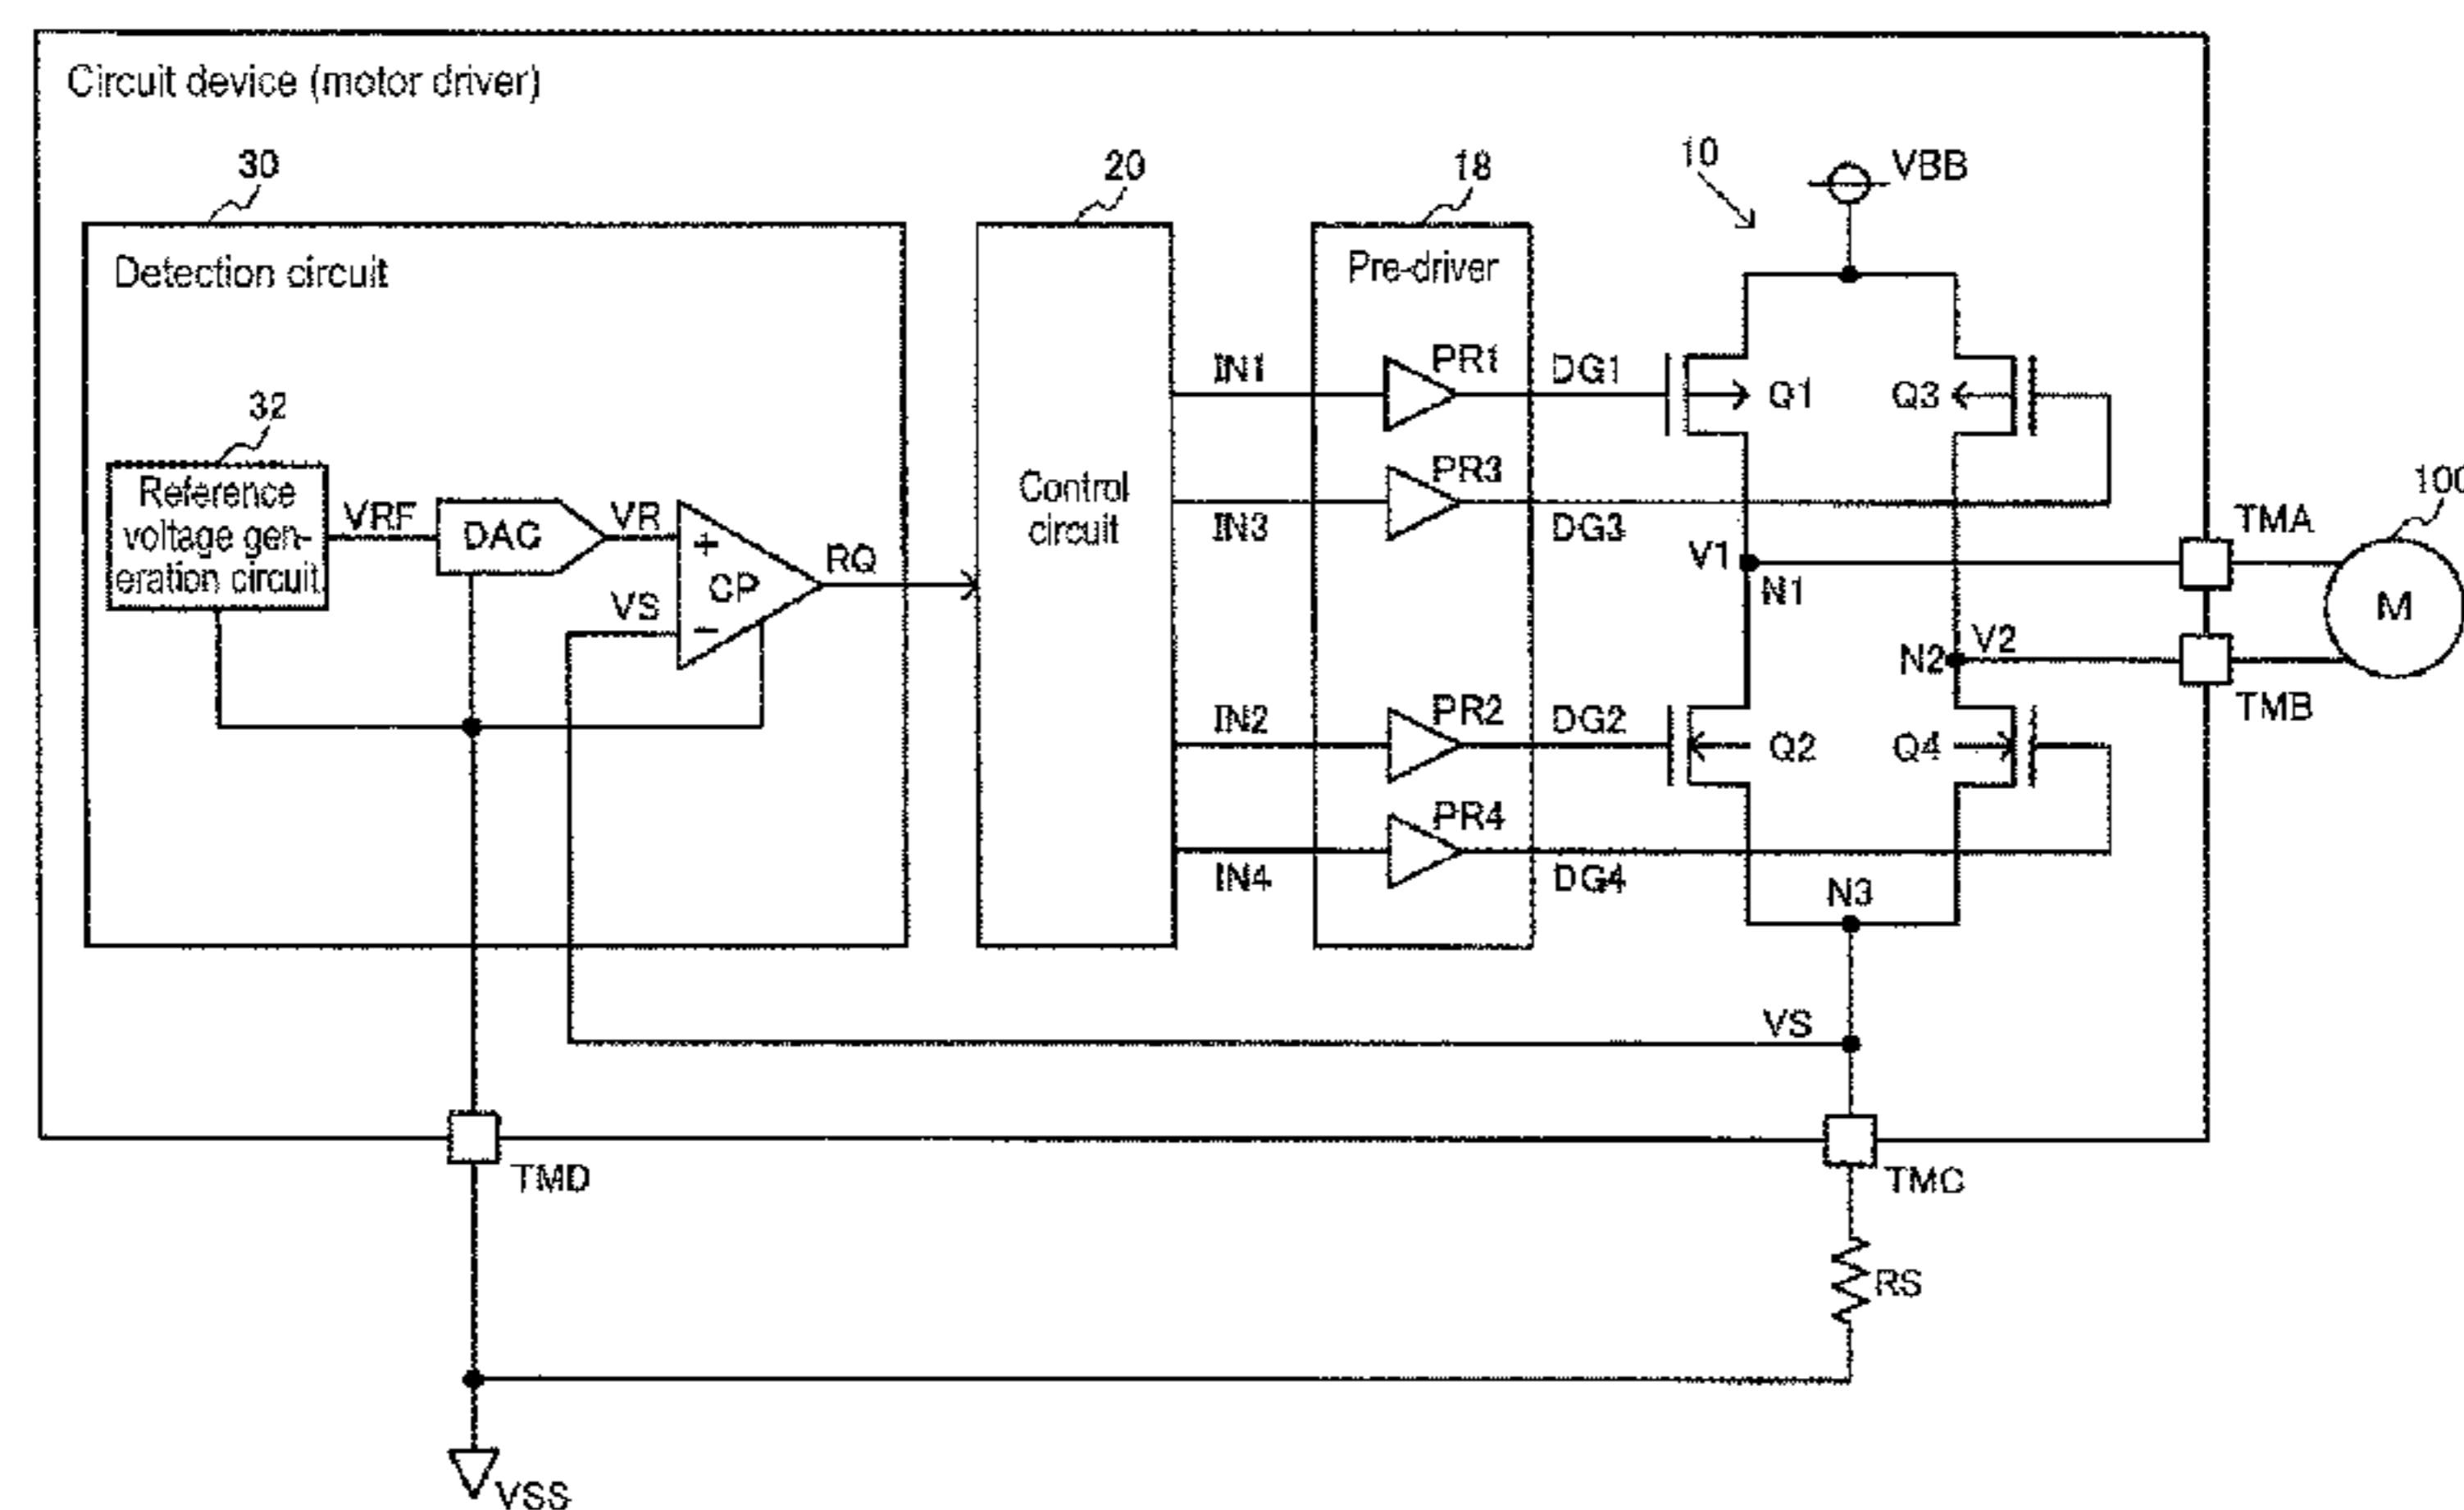 Circuit device (motor driver)
30
20
18
10
VBB
Detection circuit
Pre-driver
32
Reference
voltage gen-
eration circuit
VRF
DAC
VR
VS
+
CP
-
RQ
Control
circuit
IN1
PR1
DG1
Q1
Q3
IN3
PR3
DG3
V1
N1
TMA
100
M
N2
V2
TMB
IN2
PR2
DG2
Q2
Q4
IN4
PR4
DG4
N3
VS
TMD
TMC
RS
VSS